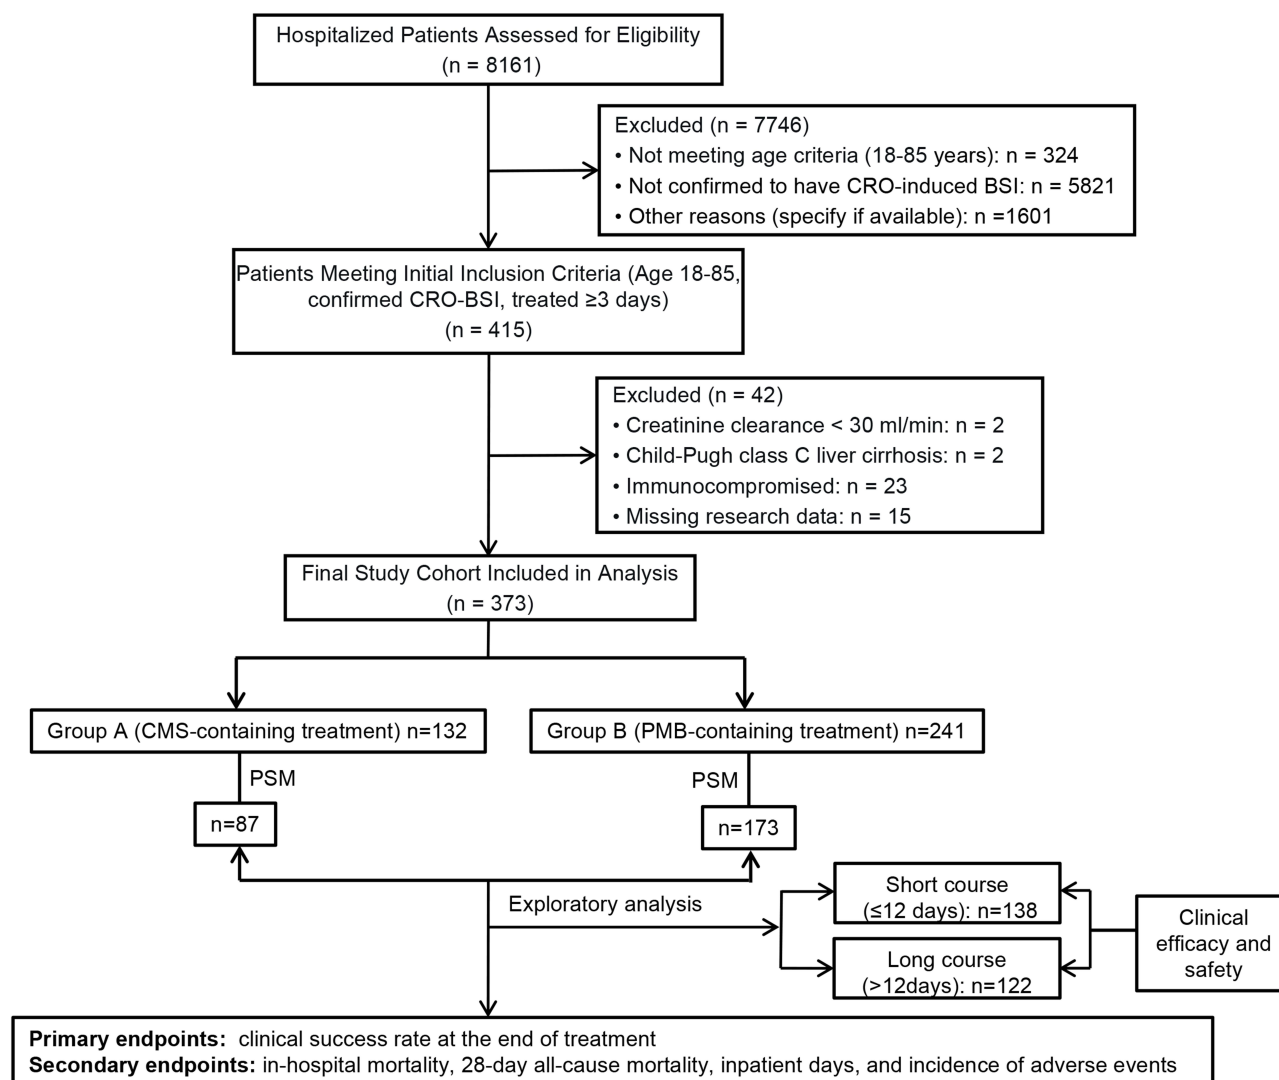 Hospitalized Patients Assessed for Eligibility
(n = 8161)
Excluded (n = 7746)
• Not meeting age criteria (18-85 years): n = 324
• Not confirmed to have CRO-induced BSI: n = 5821
• Other reasons (specify if available): n =1601
Patients Meeting Initial Inclusion Criteria (Age 18-85,
confirmed CRO-BSI, treated ≥3 days)
(n = 415)
Excluded (n = 42)
• Creatinine clearance < 30 ml/min: n = 2
• Child-Pugh class C liver cirrhosis: n = 2
• Immunocompromised: n = 23
• Missing research data: n = 15
Final Study Cohort Included in Analysis
(n = 373)
Group A (CMS-containing treatment) n=132
Group B (PMB-containing treatment) n=241
PSM
PSM
n=87
n=173
Exploratory analysis
Short course
(≤12 days): n=138
Long course
(>12days): n=122
Clinical
efficacy and
safety
Primary endpoints: clinical success rate at the end of treatment
Secondary endpoints: in-hospital mortality, 28-day all-cause mortality, inpatient days, and incidence of adverse events